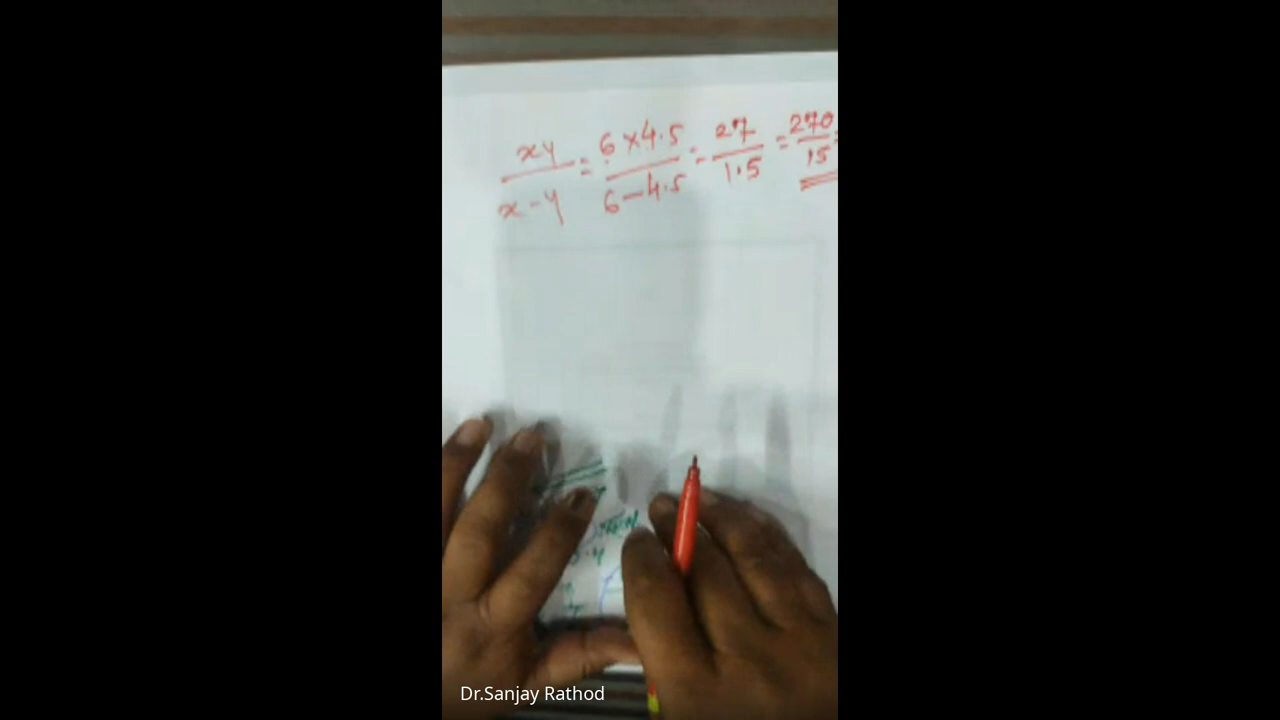 xy / x - y = 6 × 4.5 / 6 - 4.5 = 27 / 1.5 = 270 / 15 =
Dr.Sanjay Rathod